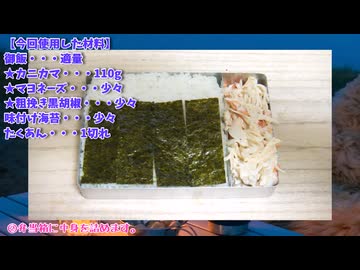 【今回使用した材料】
御飯・・・適量
★カニカマ・・・110g
★マヨネーズ・・・少々
★粗挽き黒胡椒・・・少々
味付け海苔・・・少々
たくあん・・・1切れ
⑦弁当箱に中身を詰めます。